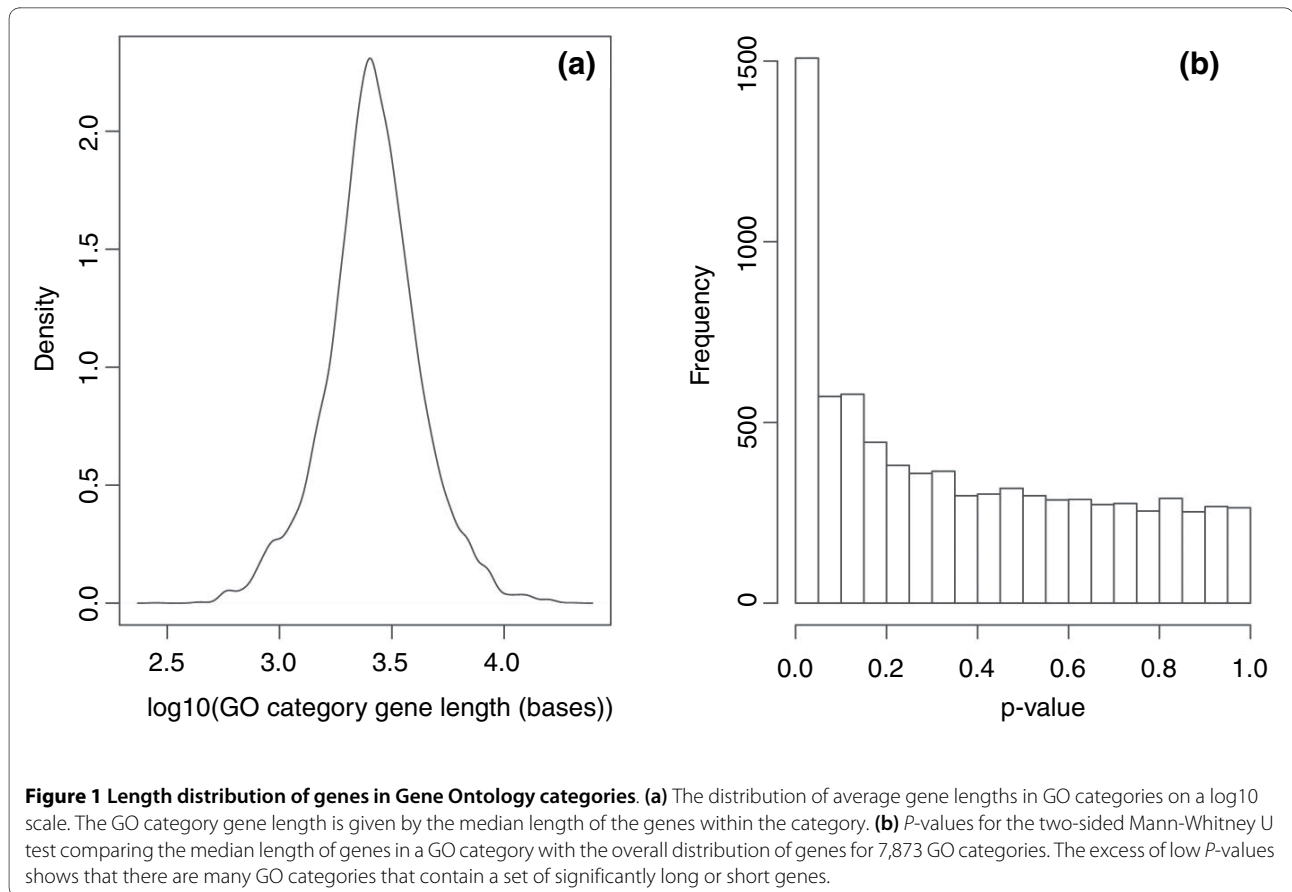 (a)
Density
0.0 0.5 1.0 1.5 2.0
2.5 3.0 3.5 4.0
log10(GO category gene length (bases))
(b)
Frequency
0 500 1000 1500
0.0 0.2 0.4 0.6 0.8 1.0
p-value
Figure 1 Length distribution of genes in Gene Ontology categories. (a) The distribution of average gene lengths in GO categories on a log10
scale. The GO category gene length is given by the median length of the genes within the category. (b) P-values for the two-sided Mann-Whitney U
test comparing the median length of genes in a GO category with the overall distribution of genes for 7,873 GO categories. The excess of low P-values
shows that there are many GO categories that contain a set of significantly long or short genes.